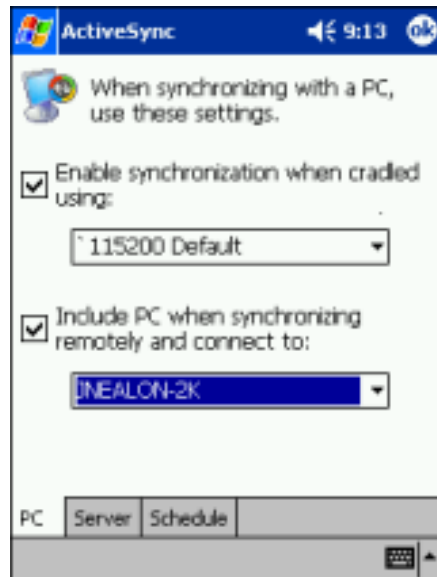 ActiveSync 9:13 ok
When synchronizing with a PC,
use these settings.
Enable synchronization when cradled
using:
` 115200 Default
Include PC when synchronizing
remotely and connect to:
JNEALON-2K
PC Server Schedule